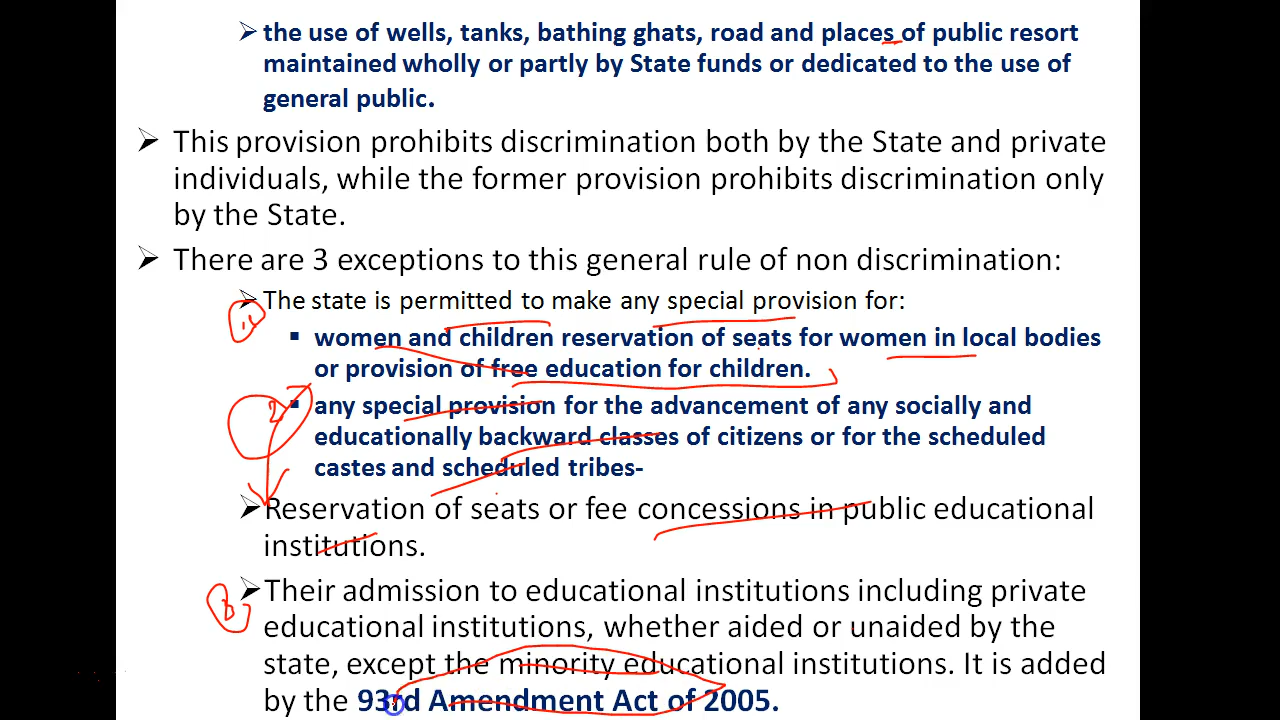 ➢ the use of wells, tanks, bathing ghats, road and places of public resort
maintained wholly or partly by State funds or dedicated to the use of
general public.
➢ This provision prohibits discrimination both by the State and private
individuals, while the former provision prohibits discrimination only
by the State.
➢ There are 3 exceptions to this general rule of non discrimination:
➢ The state is permitted to make any special provision for:
▪ women and children reservation of seats for women in local bodies
or provision of free education for children.
▪ any special provision for the advancement of any socially and
educationally backward classes of citizens or for the scheduled
castes and scheduled tribes-
2
➢ Reservation of seats or fee concessions in public educational
institutions.
➢ Their admission to educational institutions including private
educational institutions, whether aided or unaided by the
state, except the minority educational institutions. It is added
by the 93rd Amendment Act of 2005.